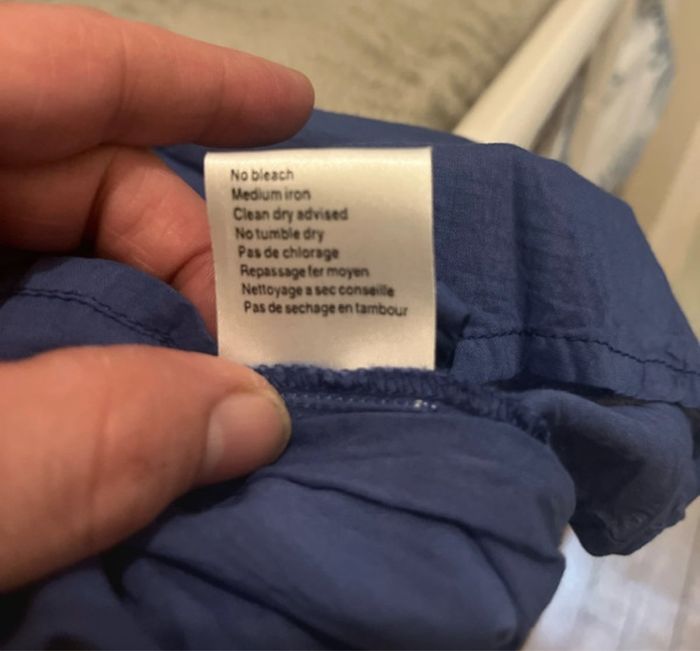 No bleach
Medium iron
Clean dry advised
No tumble dry
Pas de chlorage
Repassage fer moyen
Nettoyage a sec conseille
Pas de sechage en tambour